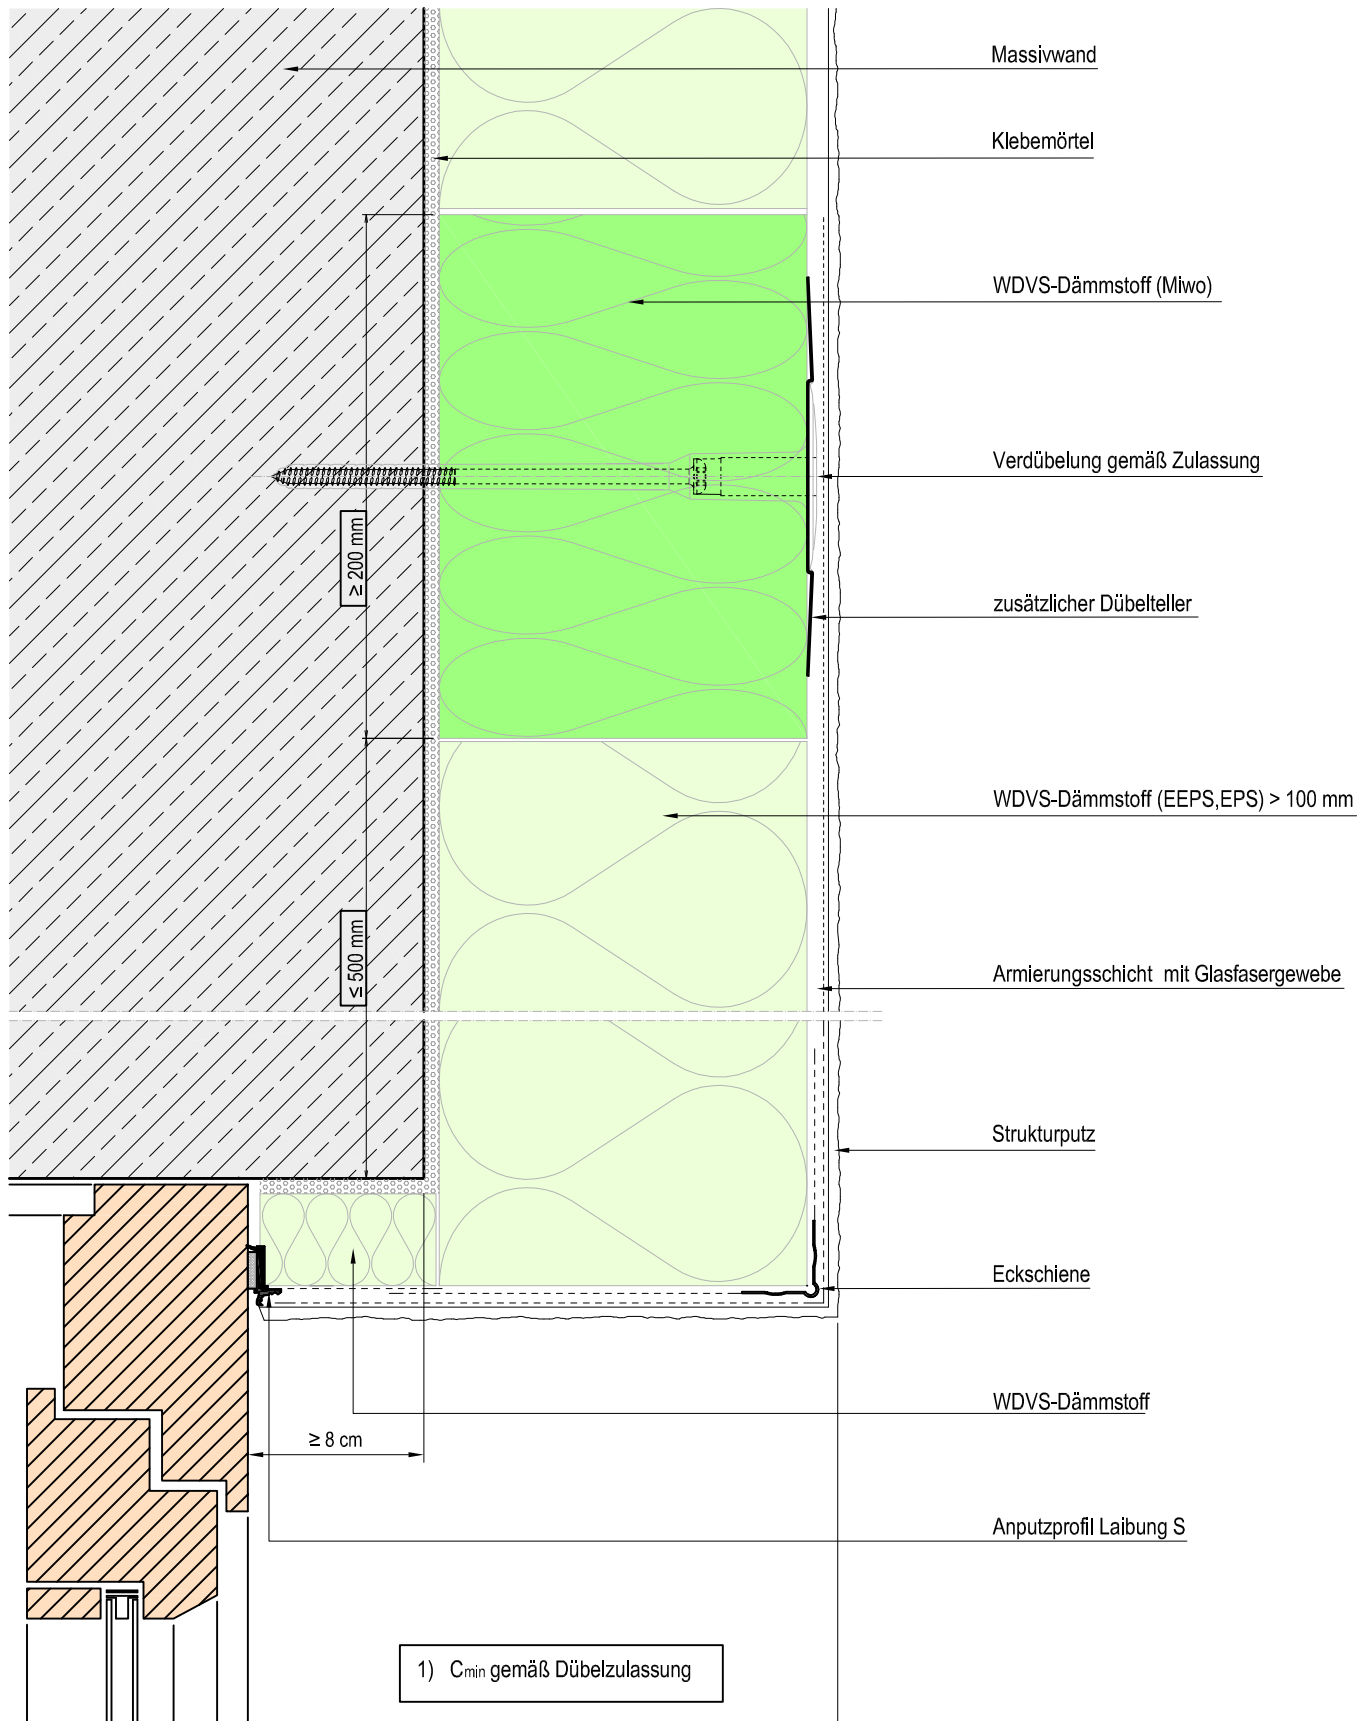 Massivwand
Klebemörtel
WDVS-Dämmstoff (Miwo)
Verdübelung gemäß Zulassung
≥ 200 mm
zusätzlicher Dübelteller
WDVS-Dämmstoff (EEPS,EPS) > 100 mm
≤ 500 mm
Armierungsschicht mit Glasfasergewebe
Strukturputz
Eckschiene
WDVS-Dämmstoff
≥ 8 cm
Anputzprofil Laibung S
1) Cmin gemäß Dübelzulassung